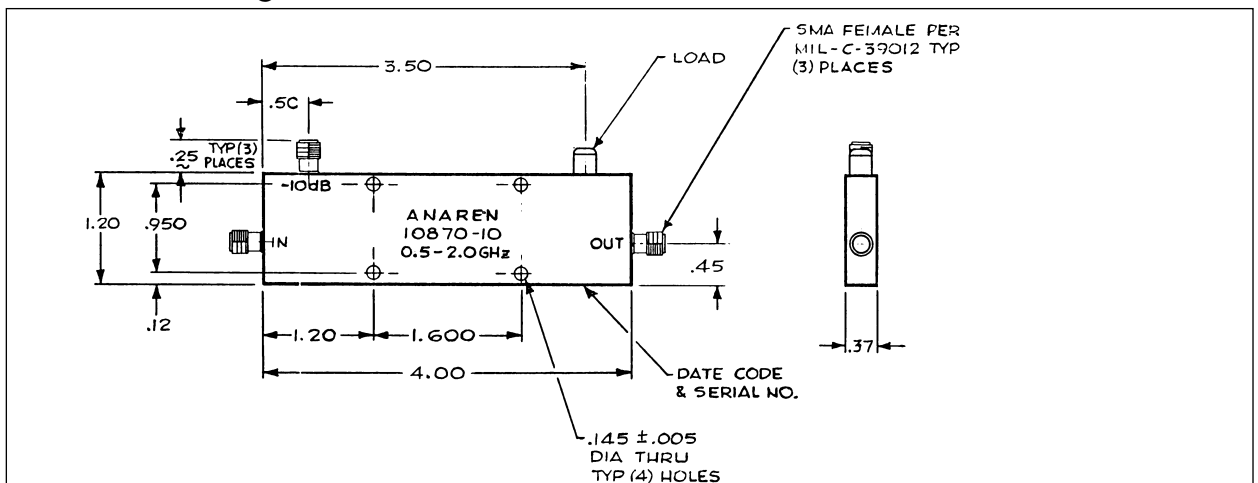 SMA FEMALE PER
MIL-C-39012 TYP
(3) PLACES
LOAD
3.50
.50
.25 TYP (3)
PLACES
-10dB
1.20
.950
ANAREN
10870-10
0.5-2.0GHz
IN
OUT
.45
.12
1.20
1.600
.37
4.00
DATE CODE
& SERIAL NO.
.145 ±.005
DIA THRU
TYP (4) HOLES